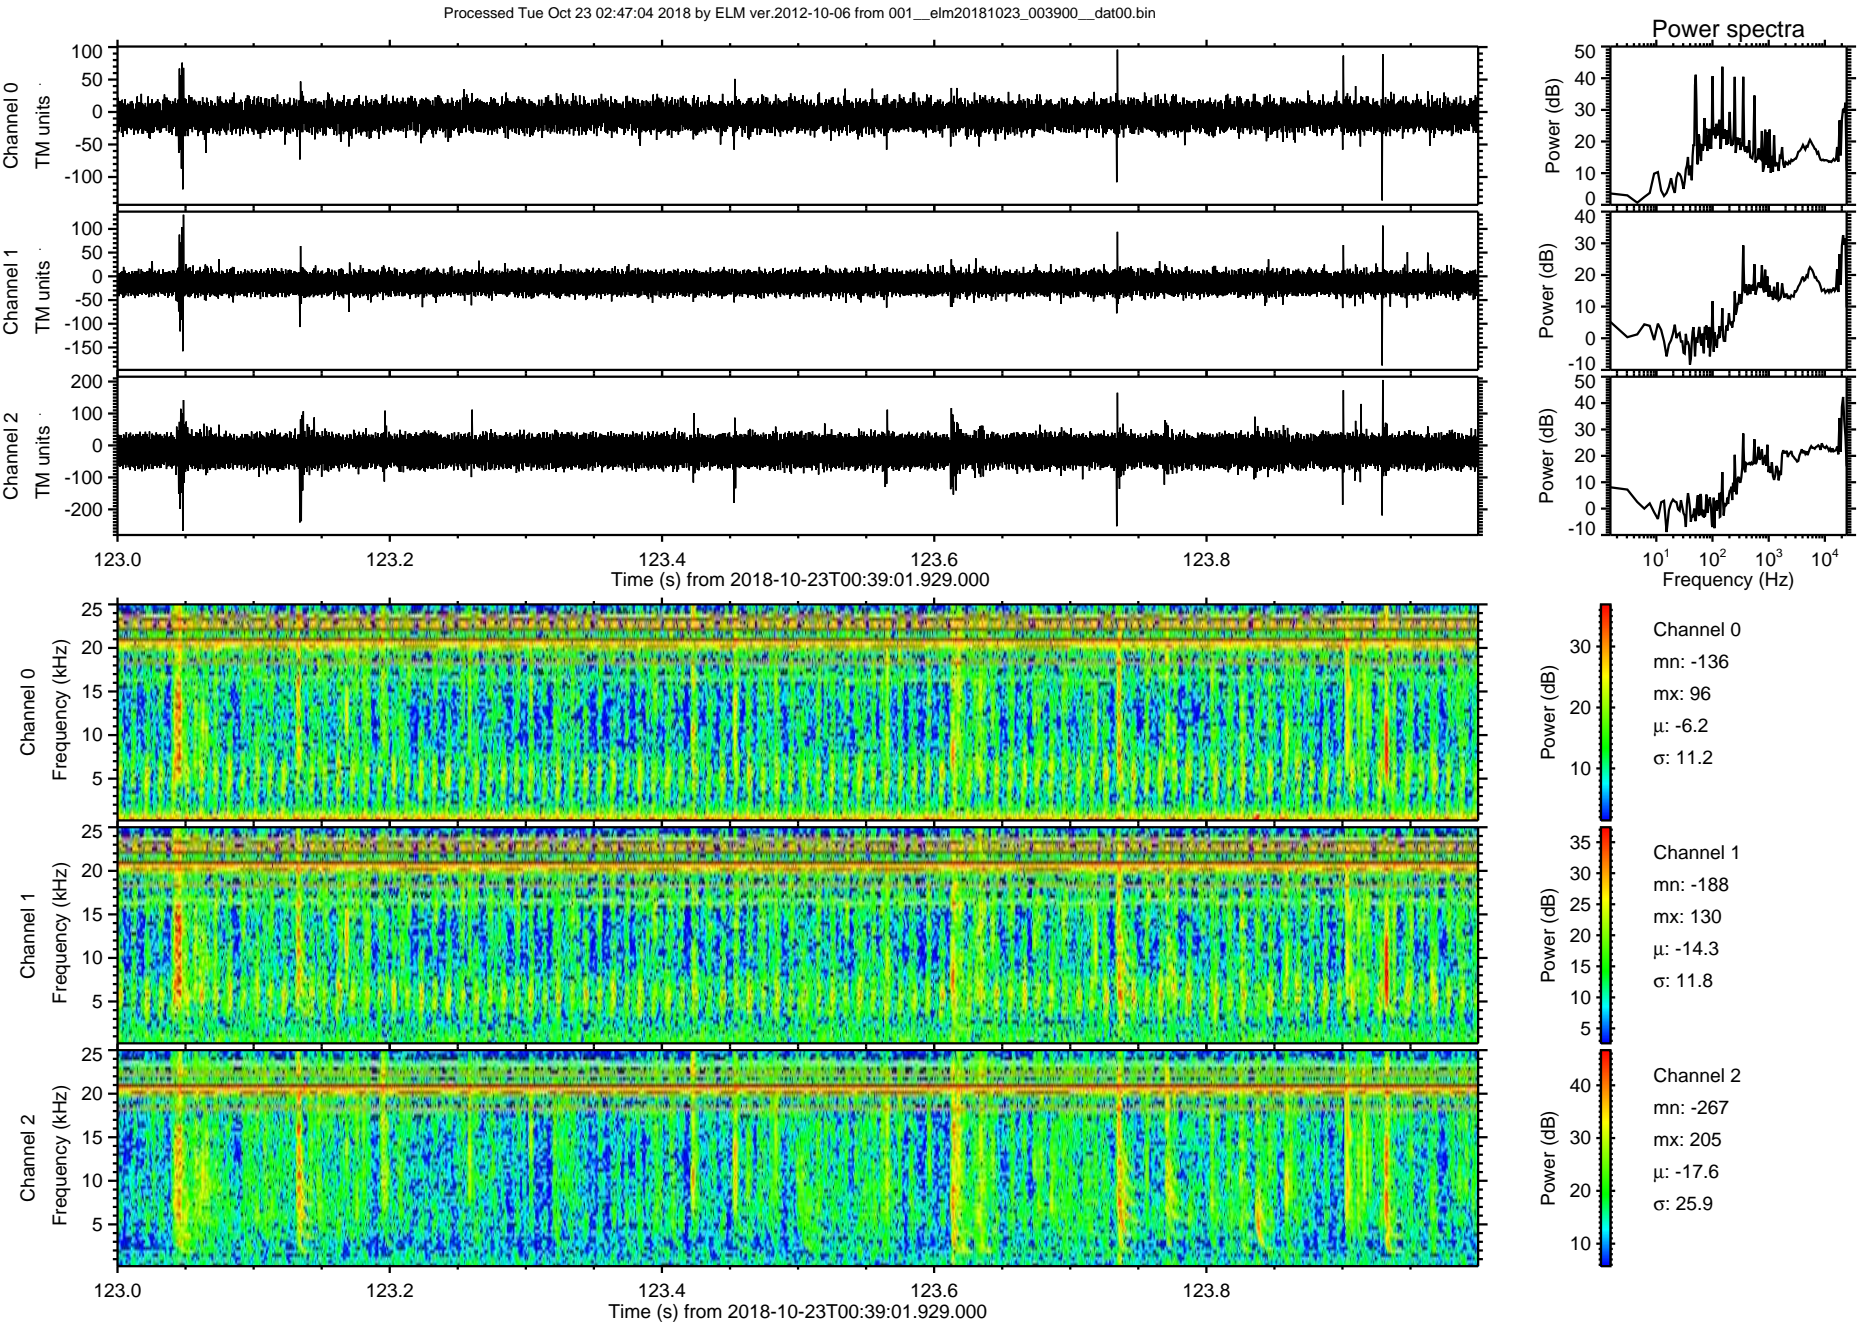 Processed Tue Oct 23 02:47:04 2018 by ELM ver.2012-10-06 from 001__elm20181023_003900__dat00.bin
Power spectra
Channel 0
TM units
100
50
0
-50
-100
Power (dB)
50
40
30
20
10
0
Channel 1
TM units
100
50
0
-50
-100
-150
Power (dB)
40
30
20
10
0
-10
Channel 2
TM units
200
100
0
-100
-200
Power (dB)
50
40
30
20
10
0
-10
123.0 123.2 123.4 123.6 123.8
Time (s) from 2018-10-23T00:39:01.929.000
10¹ 10² 10³ 10⁴
Frequency (Hz)
Channel 0
Frequency (kHz)
25
20
15
10
5
Power (dB)
30
20
10
Channel 0
mn: -136
mx: 96
μ: -6.2
σ: 11.2
Channel 1
Frequency (kHz)
25
20
15
10
5
Power (dB)
35
30
25
20
15
10
5
Channel 1
mn: -188
mx: 130
μ: -14.3
σ: 11.8
Channel 2
Frequency (kHz)
25
20
15
10
5
Power (dB)
40
30
20
10
Channel 2
mn: -267
mx: 205
μ: -17.6
σ: 25.9
123.0 123.2 123.4 123.6 123.8
Time (s) from 2018-10-23T00:39:01.929.000